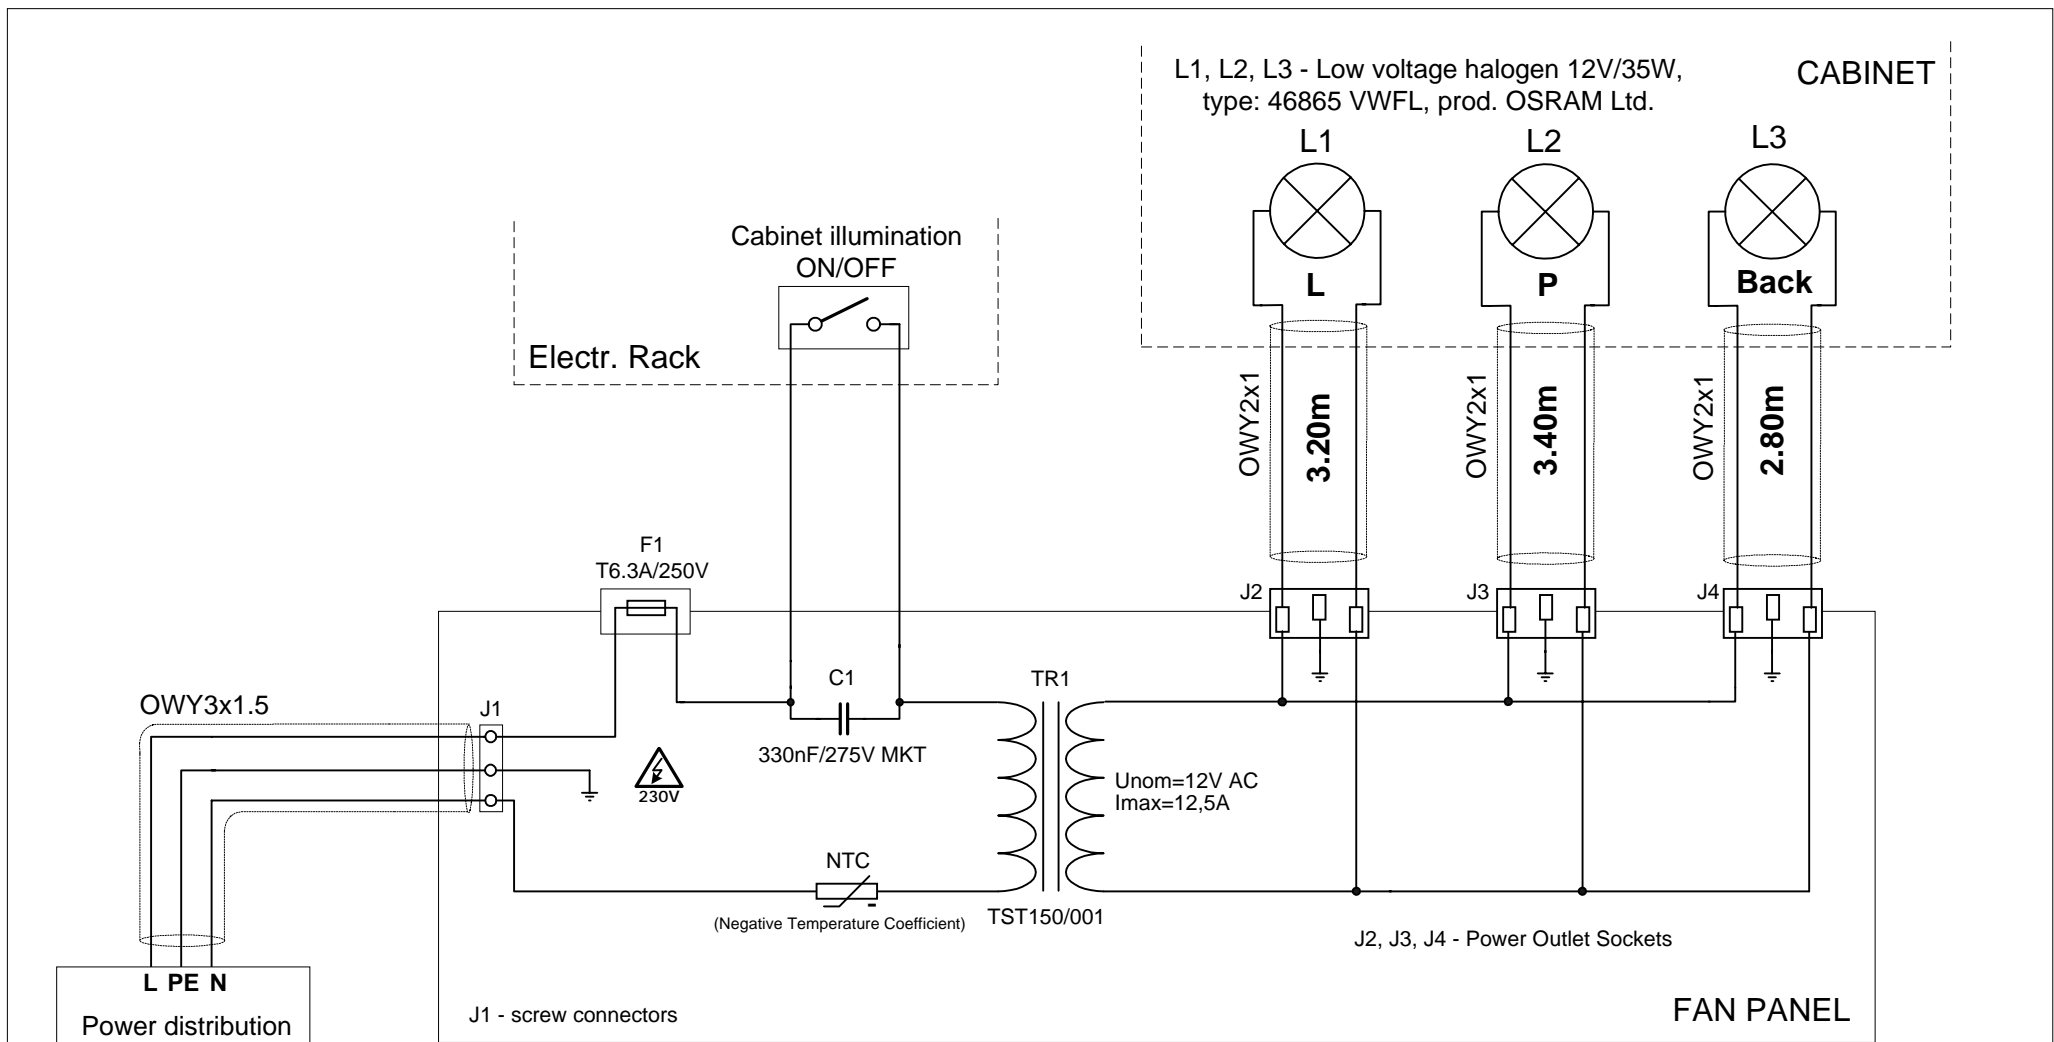 L1, L2, L3 - Low voltage halogen 12V/35W,
type: 46865 VWFL, prod. OSRAM Ltd.
CABINET
L1
L2
L3
L
P
Back
Cabinet illumination
ON/OFF
Electr. Rack
OWY2x1
3.20m
OWY2x1
3.40m
OWY2x1
2.80m
F1
T6.3A/250V
J2
J3
J4
OWY3x1.5
J1
C1
330nF/275V MKT
TR1
230V
Unom=12V AC
Imax=12,5A
NTC
(Negative Temperature Coefficient)
TST150/001
J2, J3, J4 - Power Outlet Sockets
L PE N
Power distribution
J1 - screw connectors
FAN PANEL